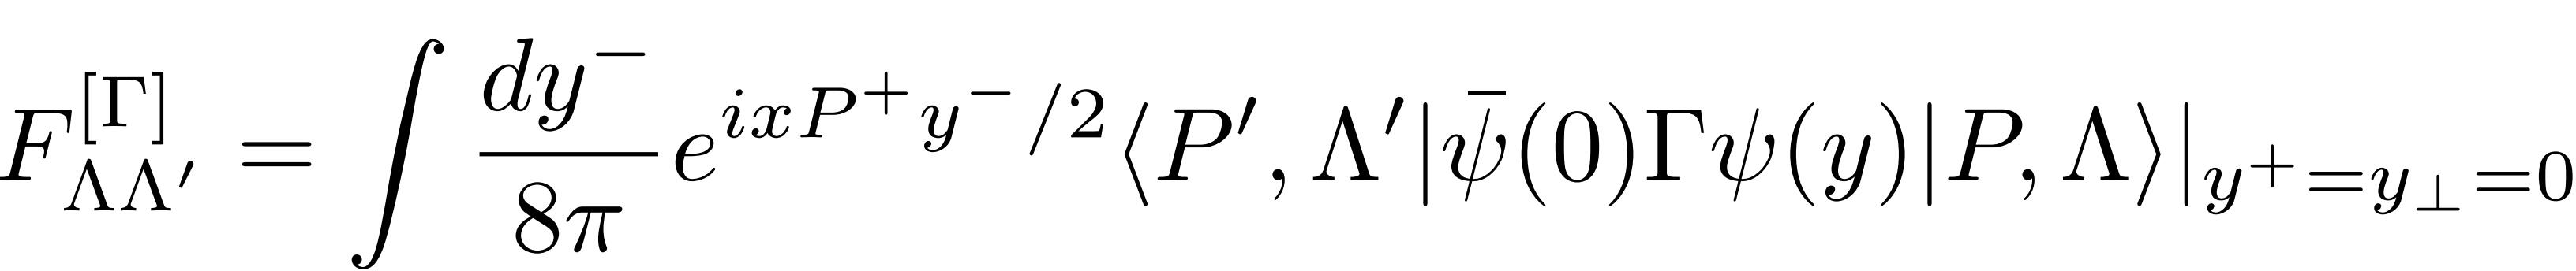 $F_{\Lambda\Lambda'}^{[\Gamma]} = \int \frac{dy^-}{8\pi} e^{ixP^+y^-/2} \langle P', \Lambda' | \bar{\psi}(0) \Gamma \psi(y) | P, \Lambda \rangle |_{y^+=y_\perp=0}$